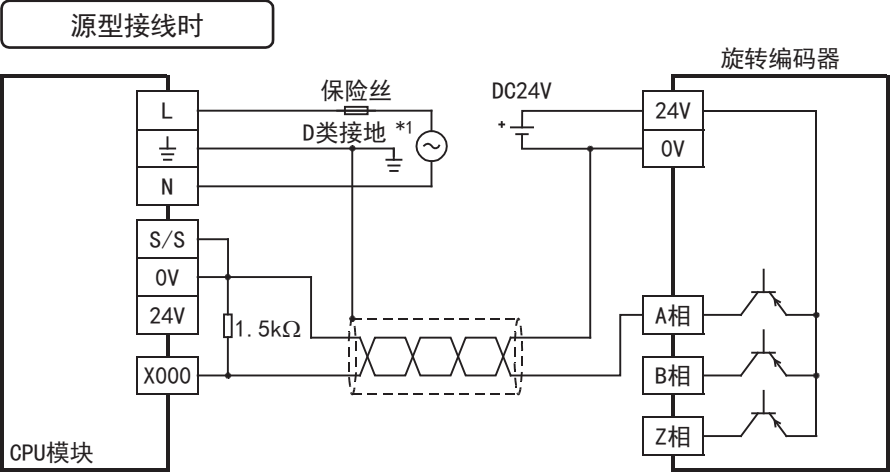 源型接线时
旋转编码器
保险丝
DC24V
L
24V
D类接地 *1
+
0V
N
S/S
0V
24V
1.5kΩ
A相
X000
B相
Z相
CPU模块